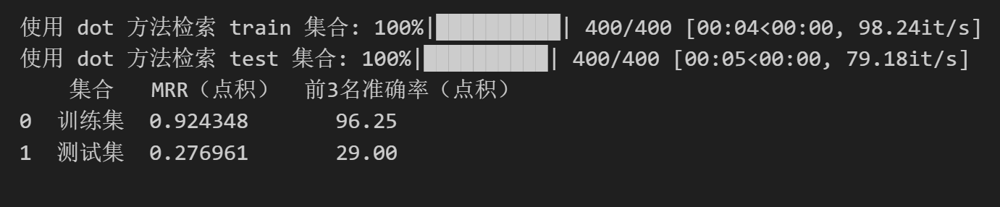 使用 dot 方法检索 train 集合: 100%|██████████| 400/400 [00:04<00:00, 98.24it/s]
使用 dot 方法检索 test 集合: 100%|██████████| 400/400 [00:05<00:00, 79.18it/s]
集合 MRR（点积） 前3名准确率（点积）
0 训练集 0.924348 96.25
1 测试集 0.276961 29.00